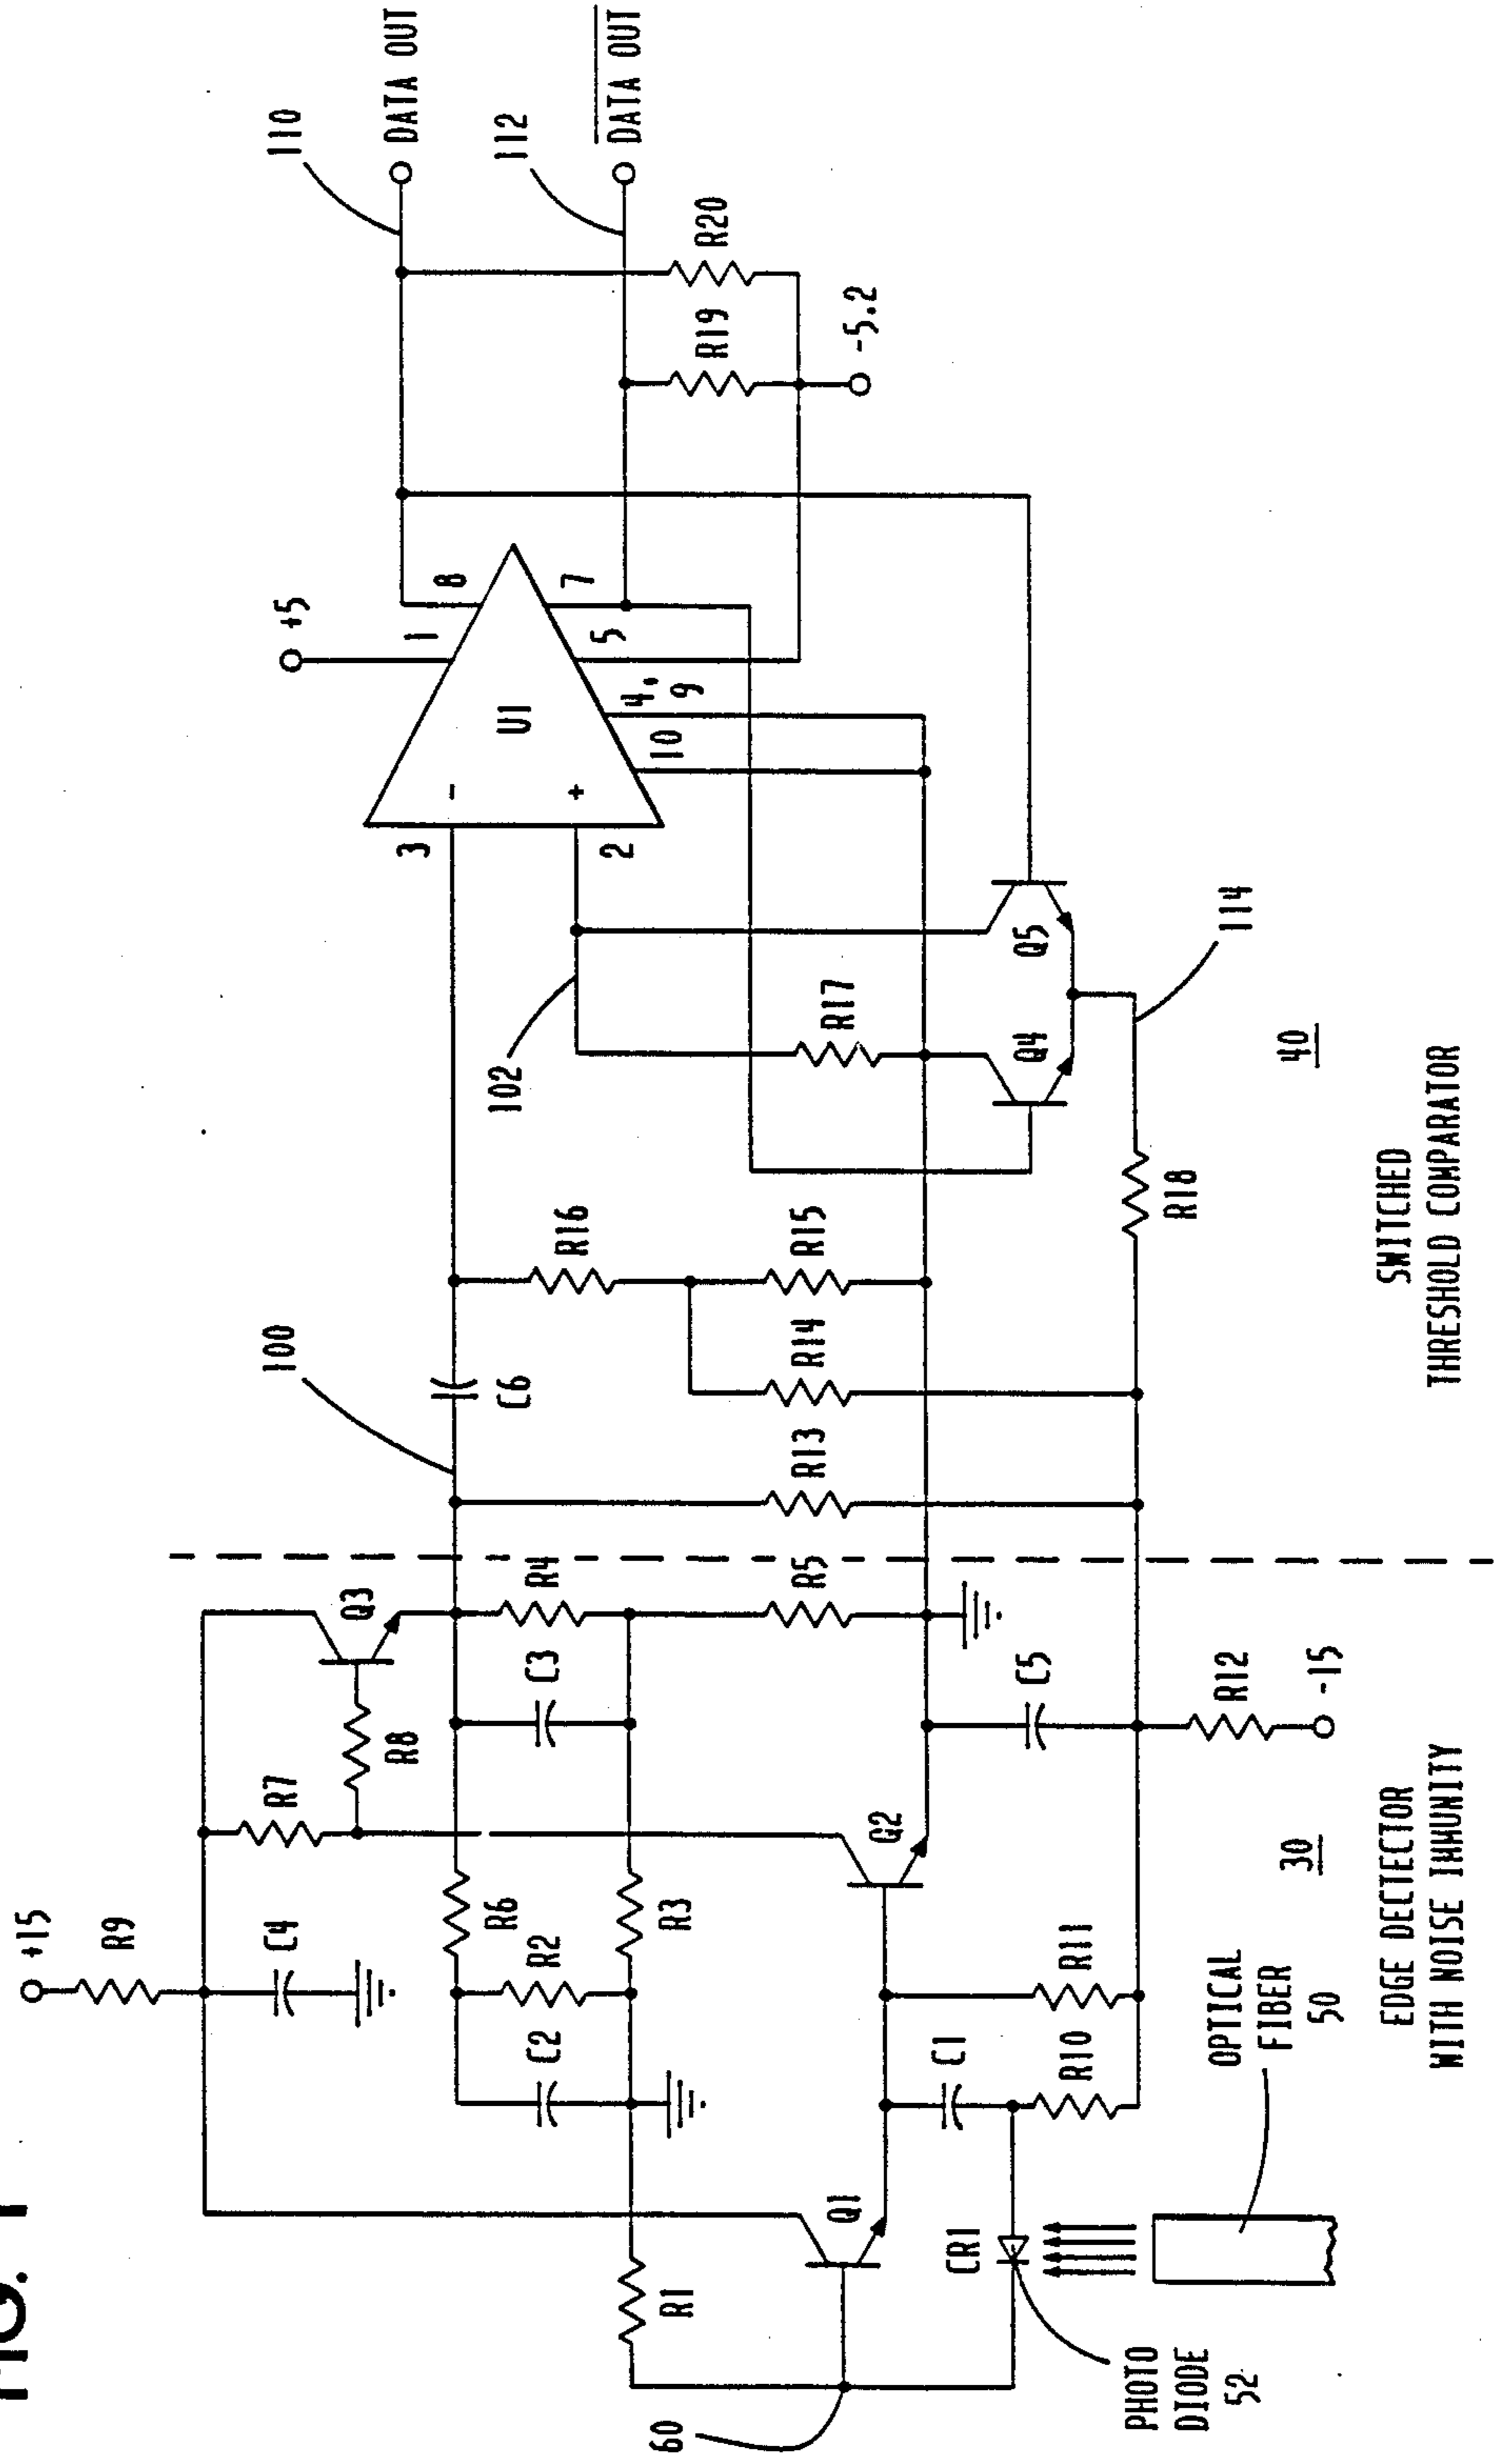 FIG. 1
+15
R9
C4
R7
R8
Q3
R6
C3
R4
C2
R2
R3
R1
R5
Q2
Q1
C1
C5
R10
R11
R12
-15
CR1
60
PHOTO
DIODE
52
OPTICAL
FIBER
50
30
EDGE DECTECTOR
WITH NOISE IMMUNITY
100
C6
R16
R13
R14
R15
R18
102
R17
Q4
Q5
114
40
SWITCHED
THRESHOLD COMPARATOR
+5
3
2
-
+
U1
1
8
7
5
4,
9
10
110
DATA OUT
112
DATA OUT
R19
R20
-5.2